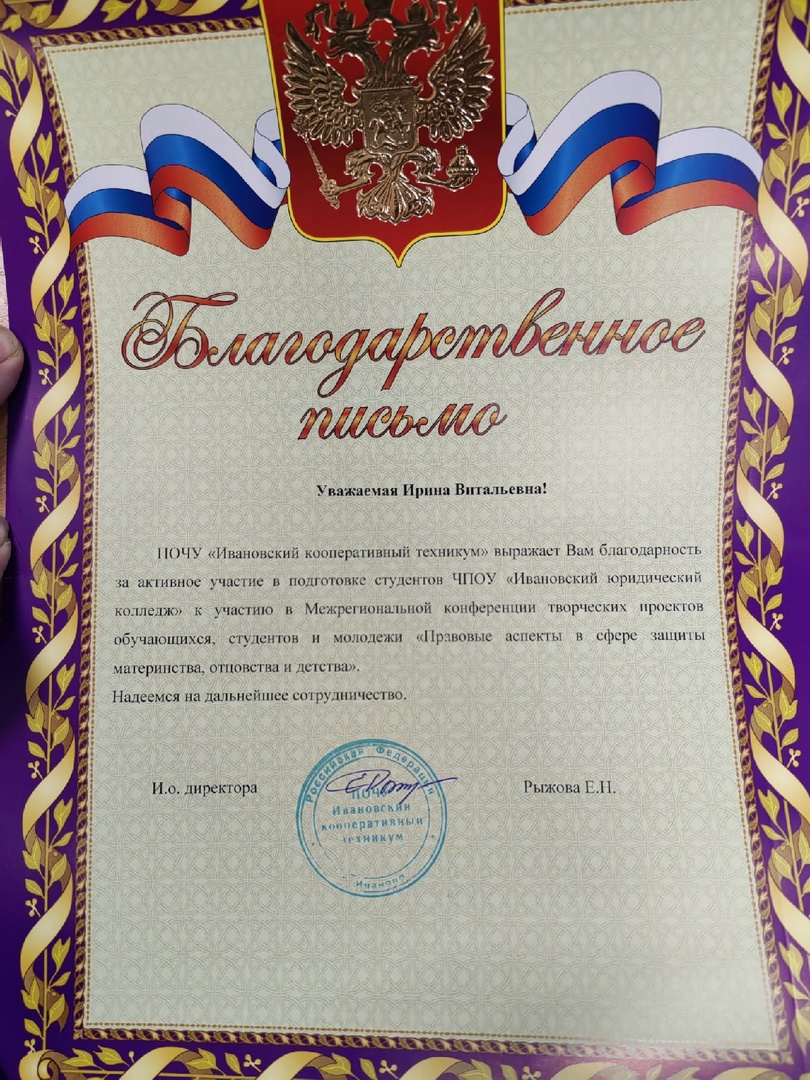 Благодарственное
письмо
Уважаемая Ирина Витальевна!
ПОЧУ «Ивановский кооперативный техникум» выражает Вам благодарность
за активное участие в подготовке студентов ЧПОУ «Ивановский юридический
колледж» к участию в Межрегиональной конференции творческих проектов
обучающихся, студентов и молодежи «Правовые аспекты в сфере защиты
материнства, отцовства и детства».
Надеемся на дальнейшее сотрудничество.
И.о. директора
Рыжова Е.Н.
Российская Федерация
ПОЧУ
Ивановский
кооперативный
техникум
Иваново